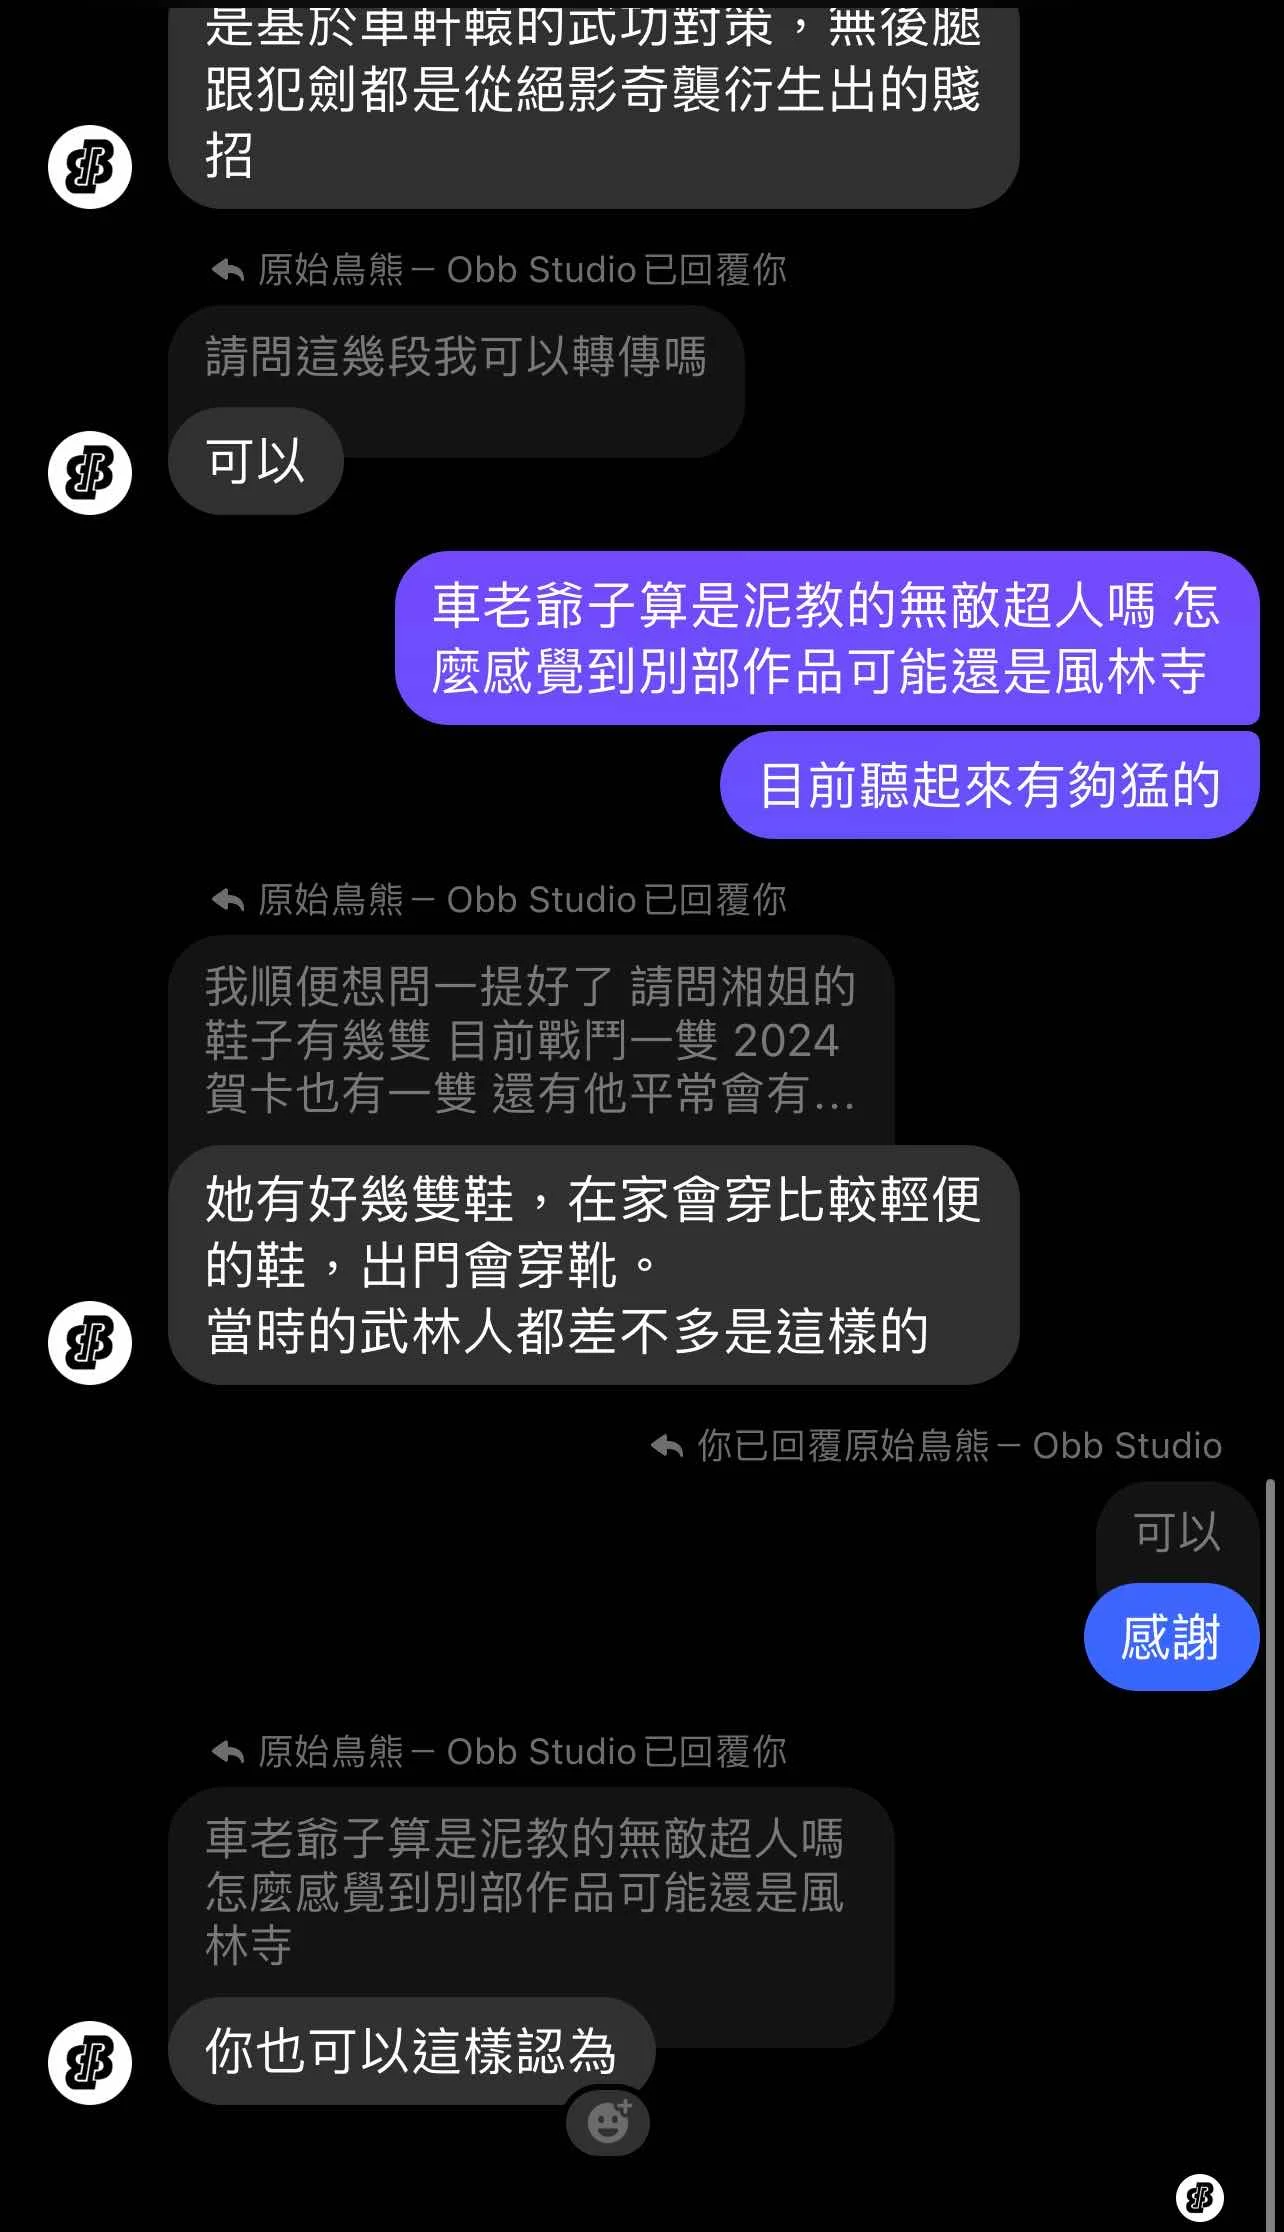 是基於車軒轅的武功對策，無後腿
跟犯劍都是從絕影奇襲衍生出的賤
招
原始鳥熊－Obb Studio已回覆你
請問這幾段我可以轉傳嗎
可以
車老爺子算是泥教的無敵超人嗎 怎
麼感覺到別部作品可能還是風林寺
目前聽起來有夠猛的
原始鳥熊－Obb Studio已回覆你
我順便想問一提好了 請問湘姐的
鞋子有幾雙 目前戰鬥一雙 2024
賀卡也有一雙 還有他平常會有...
她有好幾雙鞋，在家會穿比較輕便
的鞋，出門會穿靴。
當時的武林人都差不多是這樣的
你已回覆原始鳥熊－Obb Studio
可以
感謝
原始鳥熊－Obb Studio已回覆你
車老爺子算是泥教的無敵超人嗎
怎麼感覺到別部作品可能還是風
林寺
你也可以這樣認為